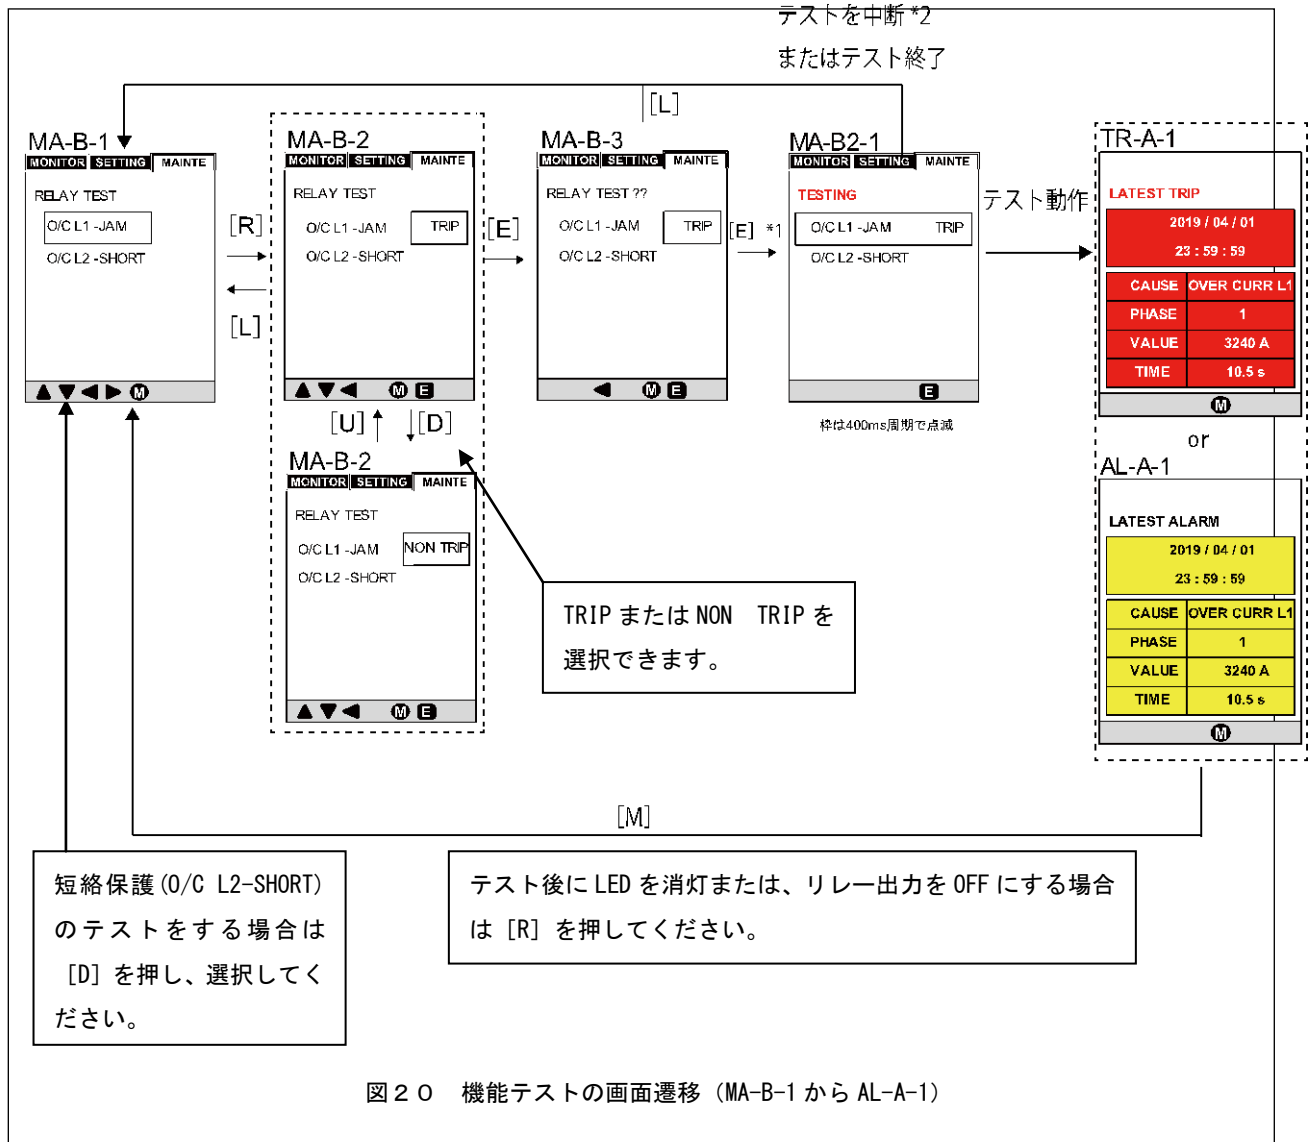 テストを中断 *2
またはテスト終了
[L]
MA-B-1
MONITOR SETTING MAINTE
RELAY TEST
O/C L1 -JAM
O/C L2 -SHORT
[R]
[L]
MA-B-2
MONITOR SETTING MAINTE
RELAY TEST
O/C L1 -JAM TRIP
O/C L2 -SHORT
M E
[E]
MA-B-3
MONITOR SETTING MAINTE
RELAY TEST ??
O/C L1 -JAM TRIP
O/C L2 -SHORT
M E
[E] *1
MA-B2-1
MONITOR SETTING MAINTE
TESTING
O/C L1 -JAM TRIP
O/C L2 -SHORT
E
枠は400ms周期で点滅
テスト動作
TR-A-1
LATEST TRIP
2019 / 04 / 01
23 : 59 : 59
CAUSE OVER CURR L1
PHASE 1
VALUE 3240 A
TIME 10.5 s
M
or
AL-A-1
LATEST ALARM
2019 / 04 / 01
23 : 59 : 59
CAUSE OVER CURR L1
PHASE 1
VALUE 3240 A
TIME 10.5 s
M
▲▼◀▶ M
[U] [D]
MA-B-2
MONITOR SETTING MAINTE
RELAY TEST
O/C L1 -JAM NON TRIP
O/C L2 -SHORT
▲▼◀ M E
TRIP または NON TRIP を
選択できます。
[M]
短絡保護(O/C L2-SHORT)
のテストをする場合は
[D] を押し、選択してく
ださい。
テスト後に LED を消灯または、リレー出力を OFF にする場合
は [R] を押してください。
図20 機能テストの画面遷移 (MA-B-1 から AL-A-1)